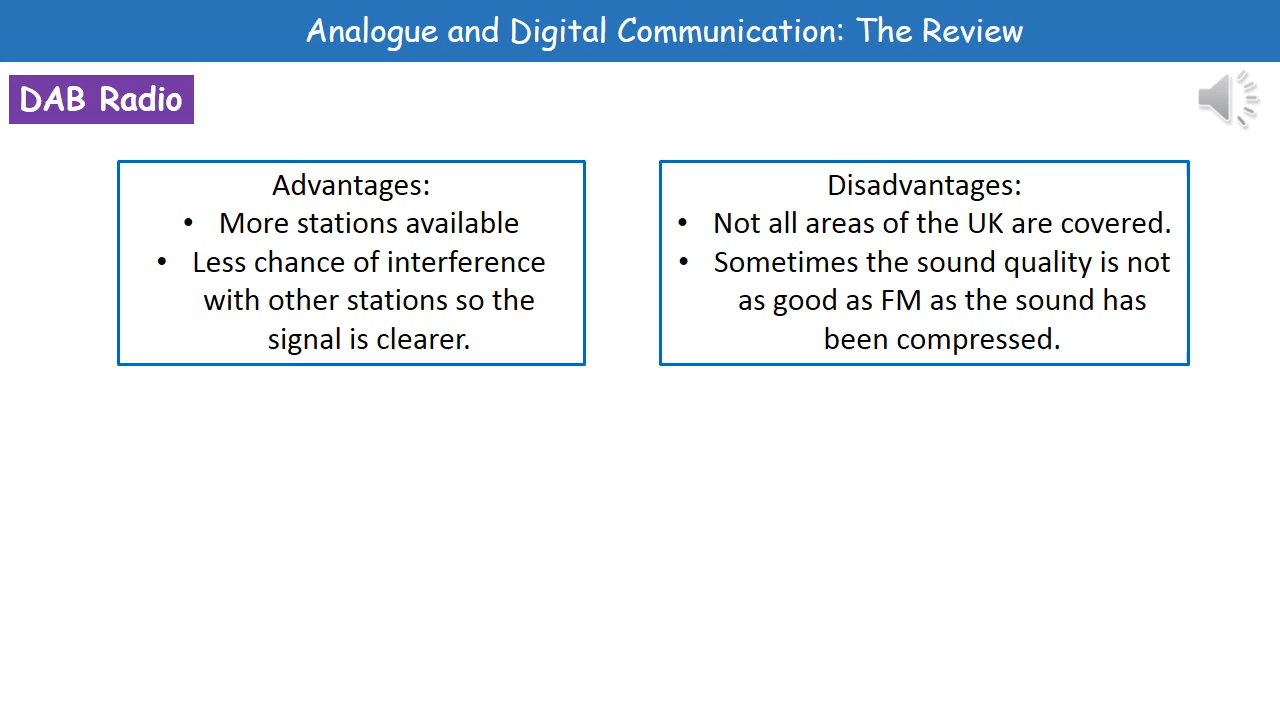 Analogue and Digital Communication: The Review
DAB Radio
Advantages:
• More stations available
• Less chance of interference
with other stations so the
signal is clearer.
Disadvantages:
• Not all areas of the UK are covered.
• Sometimes the sound quality is not
as good as FM as the sound has
been compressed.